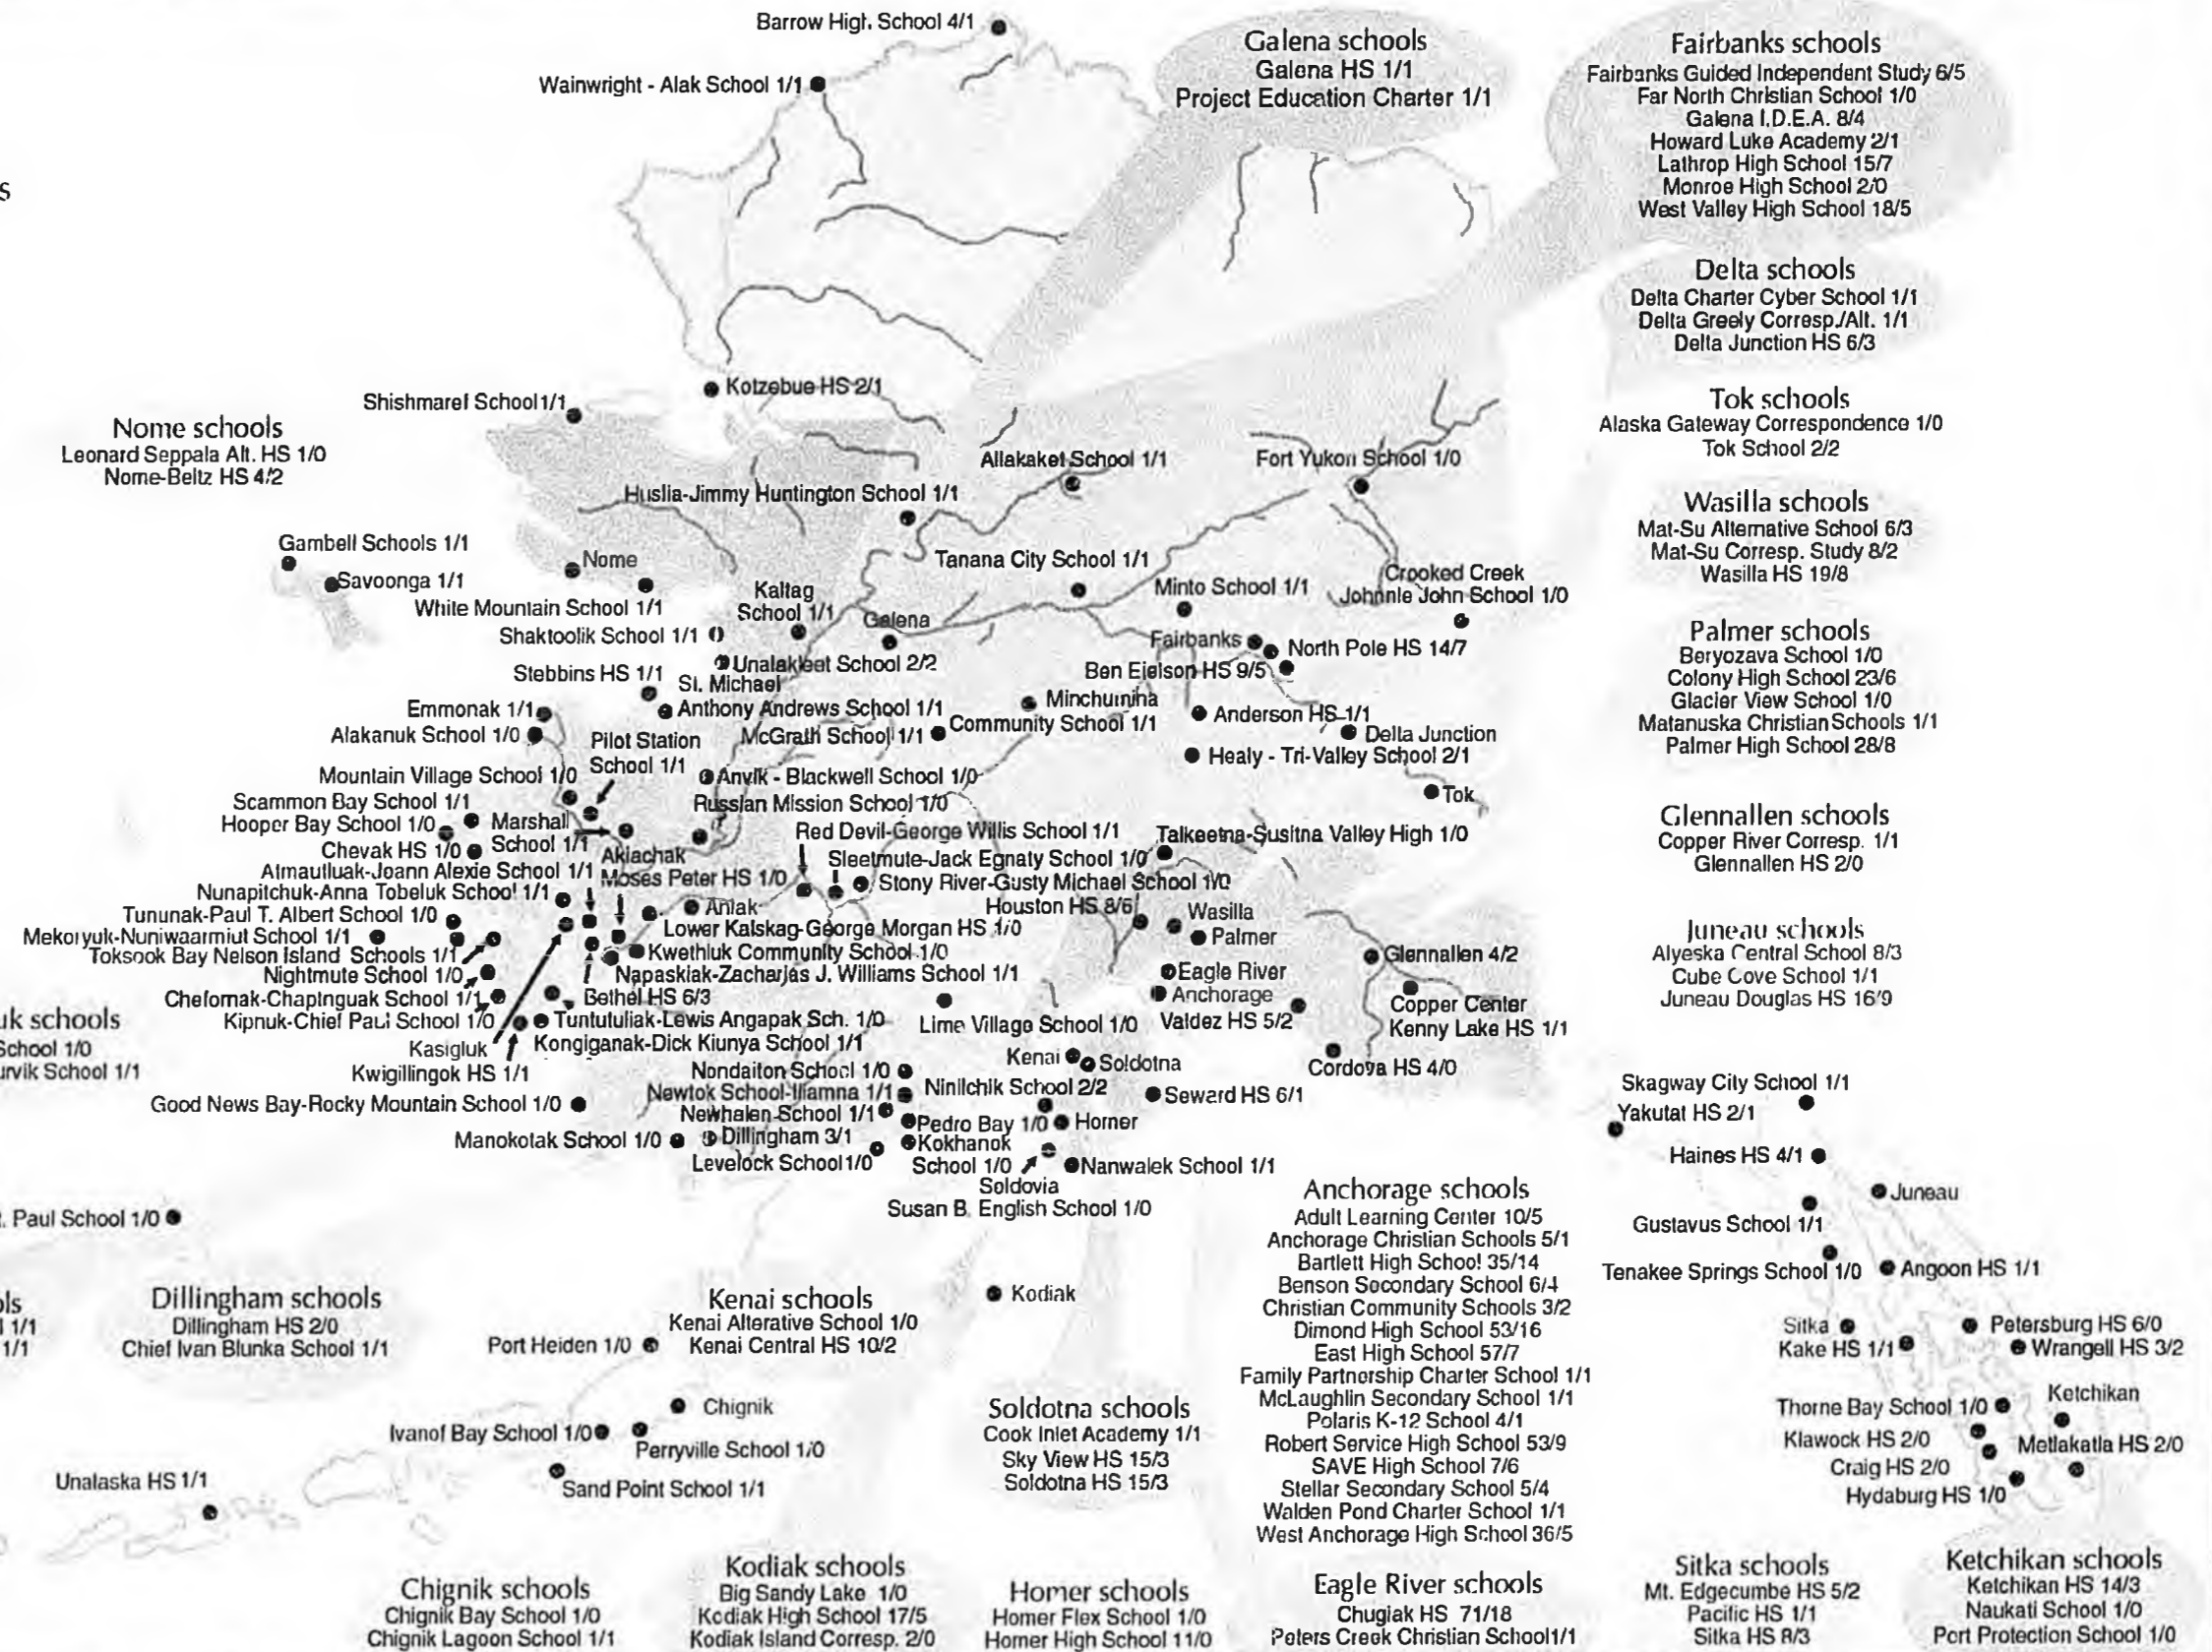 Barrow High School 4/1
Wainwright - Alak School 1/1
Galena schools
Galena HS 1/1
Project Education Charter 1/1
Fairbanks schools
Fairbanks Guided Independent Study 6/5
Far North Christian School 1/0
Galena I.D.E.A. 8/4
Howard Luke Academy 2/1
Lathrop High School 15/7
Monroe High School 2/0
West Valley High School 18/5
s
Delta schools
Delta Charter Cyber School 1/1
Delta Greely Corresp./Alt. 1/1
Delta Junction HS 6/3
Tok schools
Alaska Gateway Correspondence 1/0
Tok School 2/2
Wasilla schools
Mat-Su Alternative School 6/3
Mat-Su Corresp. Study 8/2
Wasilla HS 19/8
Palmer schools
Beryozava School 1/0
Colony High School 23/6
Glacier View School 1/0
Matanuska Christian Schools 1/1
Palmer High School 28/8
Glennallen schools
Copper River Corresp. 1/1
Glennallen HS 2/0
Juneau schools
Alyeska Central School 8/3
Cube Cove School 1/1
Juneau Douglas HS 16/9
Kotzebue HS 2/1
Shishmaref School 1/1
Nome schools
Leonard Seppala Alt. HS 1/0
Nome-Beltz HS 4/2
Allakaket School 1/1
Fort Yukon School 1/0
Huslia-Jimmy Huntington School 1/1
Gambell Schools 1/1
Savoonga 1/1
Nome
White Mountain School 1/1
Kaltag
School 1/1
Tanana City School 1/1
Minto School 1/1
Crooked Creek
Johnnie John School 1/0
Shaktoolik School 1/1
Galena
Fairbanks
North Pole HS 14/7
Unalakleet School 2/2
Ben Eielson HS 9/5
Stebbins HS 1/1
St. Michael
Anthony Andrews School 1/1
Minchumina
Community School 1/1
Anderson HS 1/1
Emmonak 1/1
Alakanuk School 1/0
Pilot Station
School 1/1
McGrath School 1/1
Delta Junction
Healy - Tri-Valley School 2/1
Mountain Village School 1/0
Anvik - Blackwell School 1/0
Tok
Scammon Bay School 1/1
Russian Mission School 1/0
Hooper Bay School 1/0
Marshall
School 1/1
Red Devil-George Willis School 1/1
Talkeetna-Susitna Valley High 1/0
Chevak HS 1/0
Akiachak
Moses Peter HS 1/0
Sleetmute-Jack Egnaty School 1/0
Atmautluak-Joann Alexie School 1/1
Stony River-Gusty Michael School 1/0
Nunapitchuk-Anna Tobeluk School 1/1
Aniak
Houston HS 8/6
Wasilla
Tununak-Paul T. Albert School 1/0
Lower Kalskag-George Morgan HS 1/0
Palmer
Mekoryuk-Nuniwaarmiut School 1/1
Kwethluk Community School 1/0
Glennallen 4/2
Toksook Bay Nelson Island Schools 1/1
Napaskiak-Zacharias J. Williams School 1/1
Eagle River
Nightmute School 1/0
Anchorage
Chefornak-Chaptnguak School 1/1
Bethel HS 6/3
Copper Center
Kenny Lake HS 1/1
Kipnuk-Chief Paul School 1/0
Tuntutuliak-Lewis Angapak Sch. 1/0
Lime Village School 1/0
Valdez HS 5/2
Kasigluk
Kongiganak-Dick Kiunya School 1/1
Kwigillingok HS 1/1
uk schools
School 1/0
urvik School 1/1
Kenai
Soldotna
Cordova HS 4/0
Nondalton School 1/0
Ninilchik School 2/2
Newtok School-Iliamna 1/1
Seward HS 6/1
Good News Bay-Rocky Mountain School 1/0
Newhalen School 1/1
Pedro Bay 1/0
Homer
Manokotak School 1/0
Dillingham 3/1
Kokhanok
School 1/0
Levelock School 1/0
Nanwalek School 1/1
Soldovia
Susan B. English School 1/0
Skagway City School 1/1
Yakutat HS 2/1
Haines HS 4/1
Juneau
Gustavus School 1/1
Tenakee Springs School 1/0
Angoon HS 1/1
Sitka
Petersburg HS 6/0
Kake HS 1/1
Wrangell HS 3/2
Ketchikan
Thorne Bay School 1/0
Klawock HS 2/0
Metlakatla HS 2/0
Craig HS 2/0
Hydaburg HS 1/0
. Paul School 1/0
ols
l 1/1
1/1
Dillingham schools
Dillingham HS 2/0
Chief Ivan Blunka School 1/1
Kenai schools
Kenai Alterative School 1/0
Kenai Central HS 10/2
Port Heiden 1/0
Kodiak
Chignik
Ivanof Bay School 1/0
Perryville School 1/0
Sand Point School 1/1
Unalaska HS 1/1
Soldotna schools
Cook Inlet Academy 1/1
Sky View HS 15/3
Soldotna HS 15/3
Anchorage schools
Adult Learning Center 10/5
Anchorage Christian Schools 5/1
Bartlett High School 35/14
Benson Secondary School 6/4
Christian Community Schools 3/2
Dimond High School 53/16
East High School 57/7
Family Partnership Charter School 1/1
McLaughlin Secondary School 1/1
Polaris K-12 School 4/1
Robert Service High School 53/9
SAVE High School 7/6
Stellar Secondary School 5/4
Walden Pond Charter School 1/1
West Anchorage High School 36/5
Chignik schools
Chignik Bay School 1/0
Chignik Lagoon School 1/1
Kodiak schools
Big Sandy Lake 1/0
Kodiak High School 17/5
Kodiak Island Corresp. 2/0
Homer schools
Homer Flex School 1/0
Homer High School 11/0
Eagle River schools
Chugiak HS 71/18
Peters Creek Christian School 1/1
Sitka schools
Mt. Edgecumbe HS 5/2
Pacific HS 1/1
Sitka HS 8/3
Ketchikan schools
Ketchikan HS 14/3
Naukati School 1/0
Port Protection School 1/0